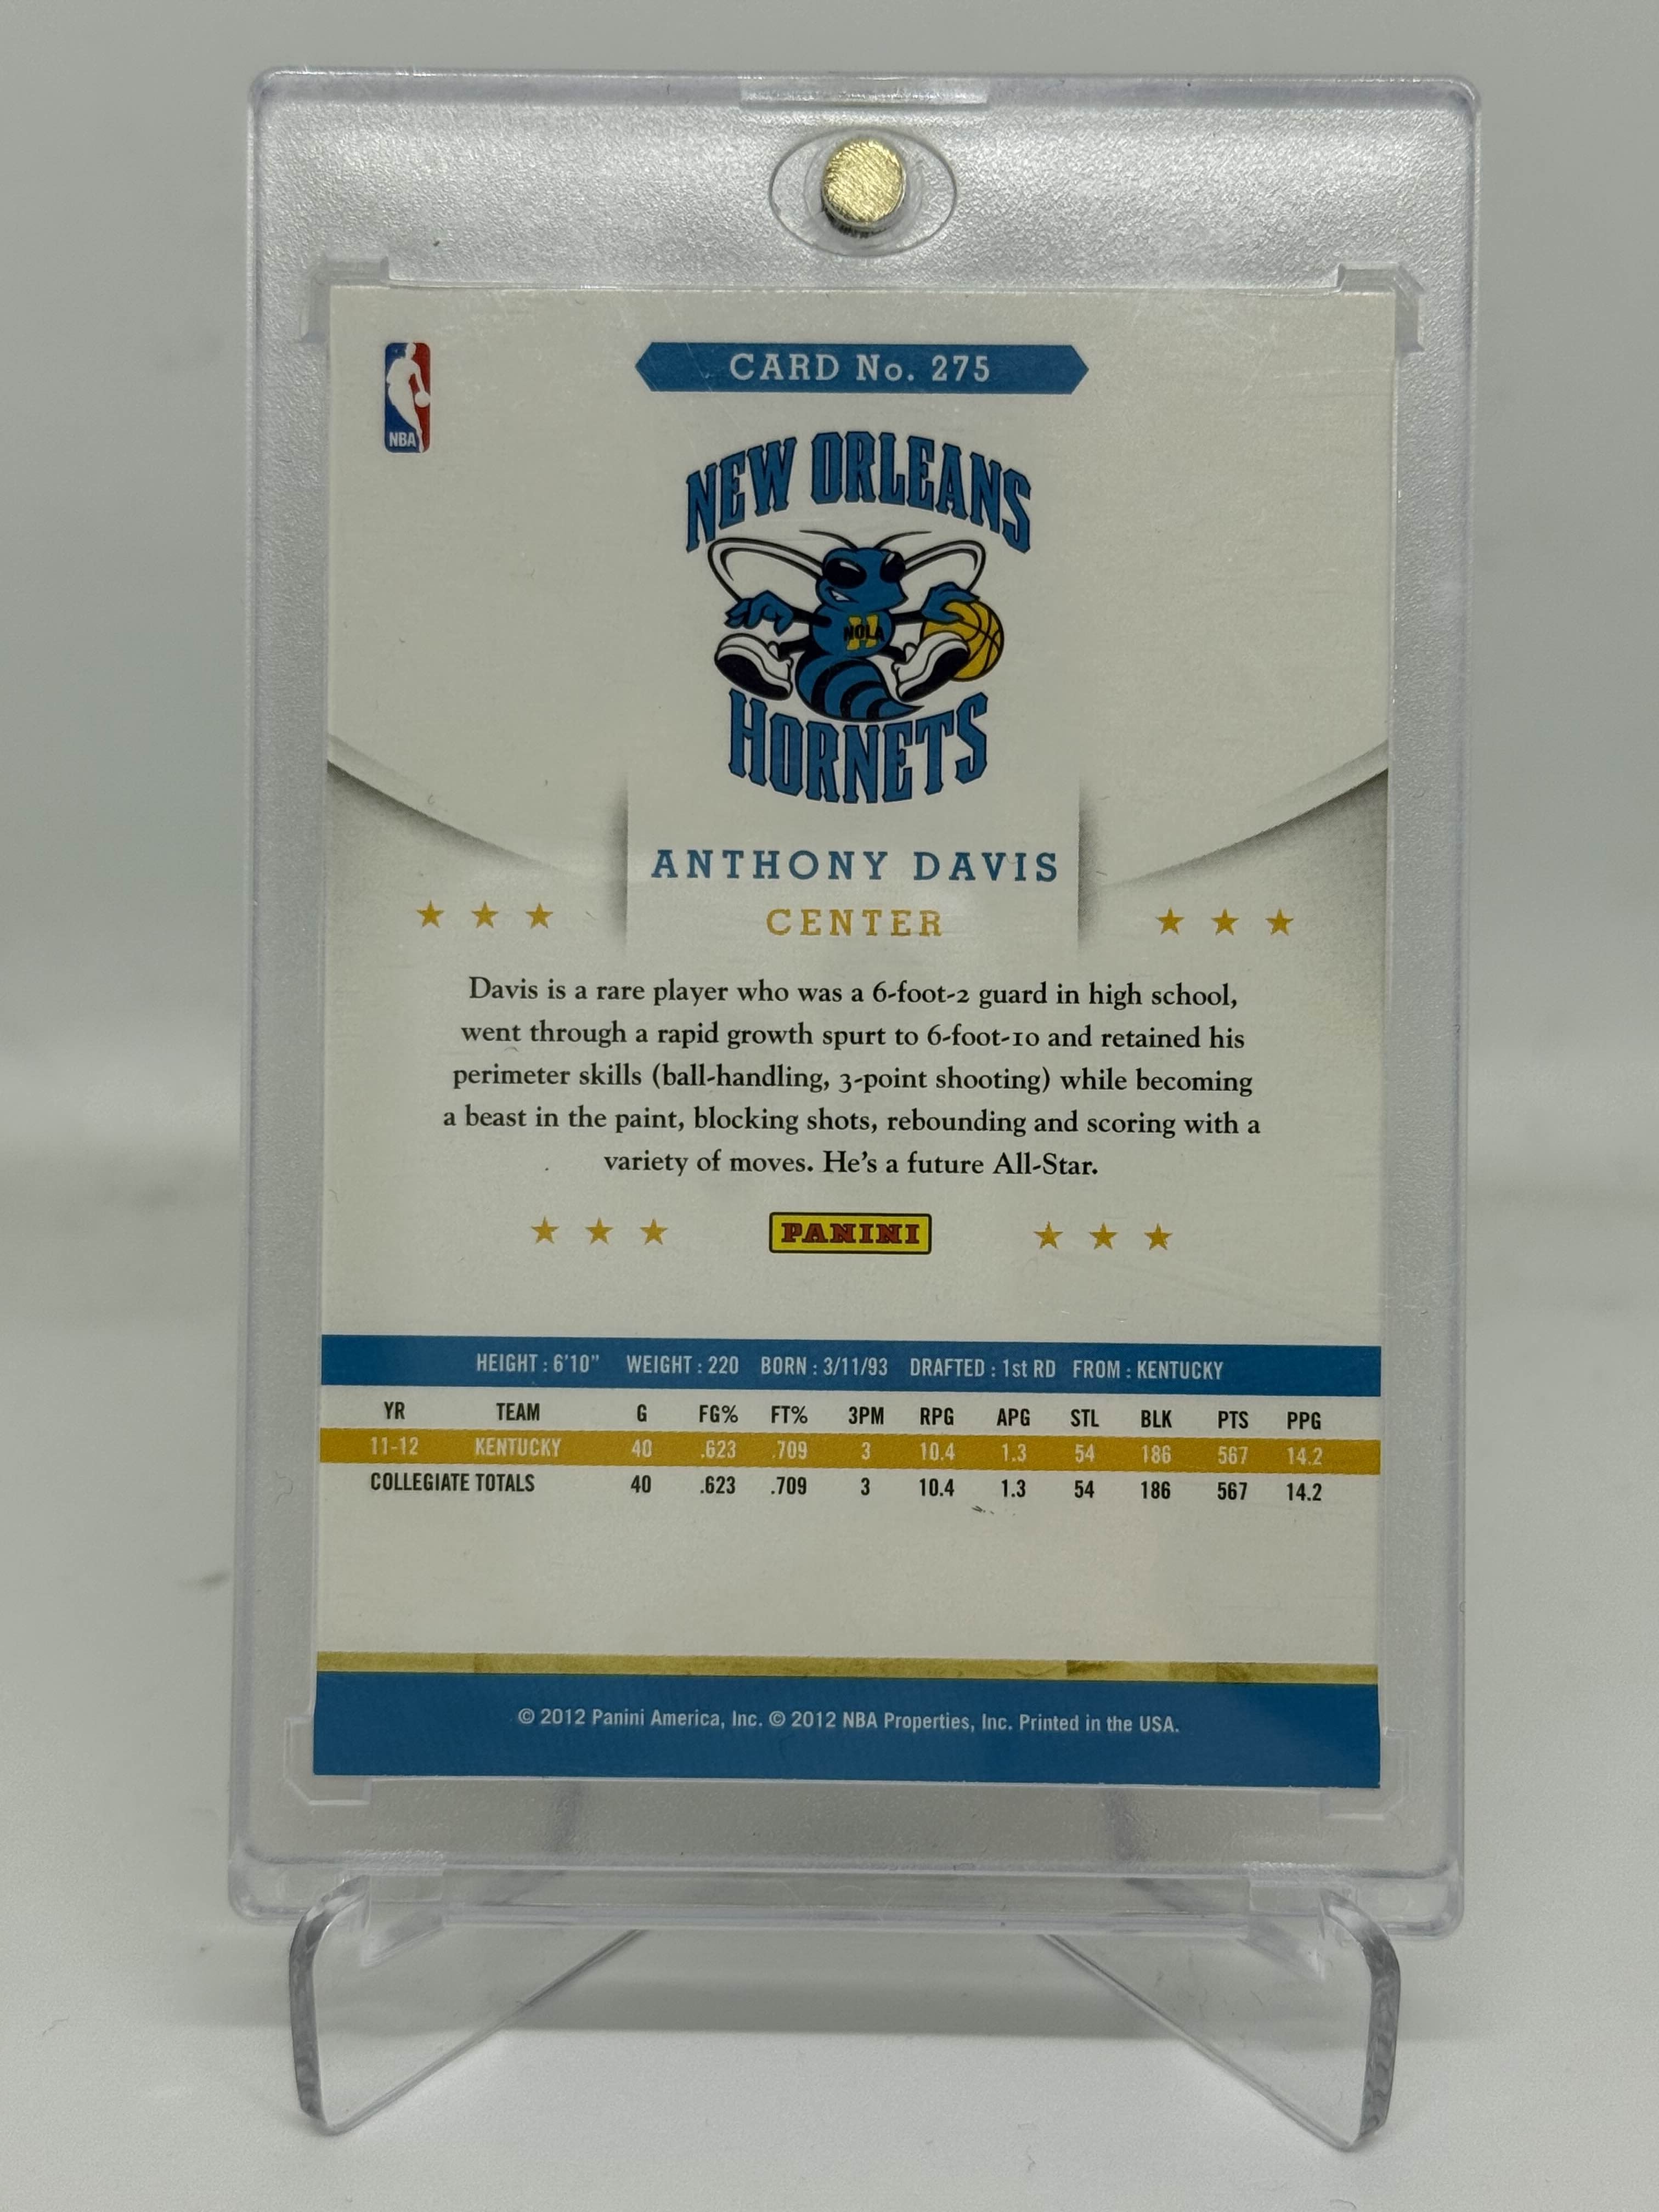 CARD No. 275
NBA
NEW ORLEANS
NOLA
HORNETS
ANTHONY DAVIS
CENTER
Davis is a rare player who was a 6-foot-2 guard in high school,
went through a rapid growth spurt to 6-foot-10 and retained his
perimeter skills (ball-handling, 3-point shooting) while becoming
a beast in the paint, blocking shots, rebounding and scoring with a
variety of moves. He's a future All-Star.
PANINI
HEIGHT : 6'10" WEIGHT : 220 BORN : 3/11/93 DRAFTED : 1st RD FROM : KENTUCKY
YR TEAM G FG% FT% 3PM RPG APG STL BLK PTS PPG
11-12 KENTUCKY 40 .623 .709 3 10.4 1.3 54 186 567 14.2
COLLEGIATE TOTALS 40 .623 .709 3 10.4 1.3 54 186 567 14.2
© 2012 Panini America, Inc. © 2012 NBA Properties, Inc. Printed in the USA.